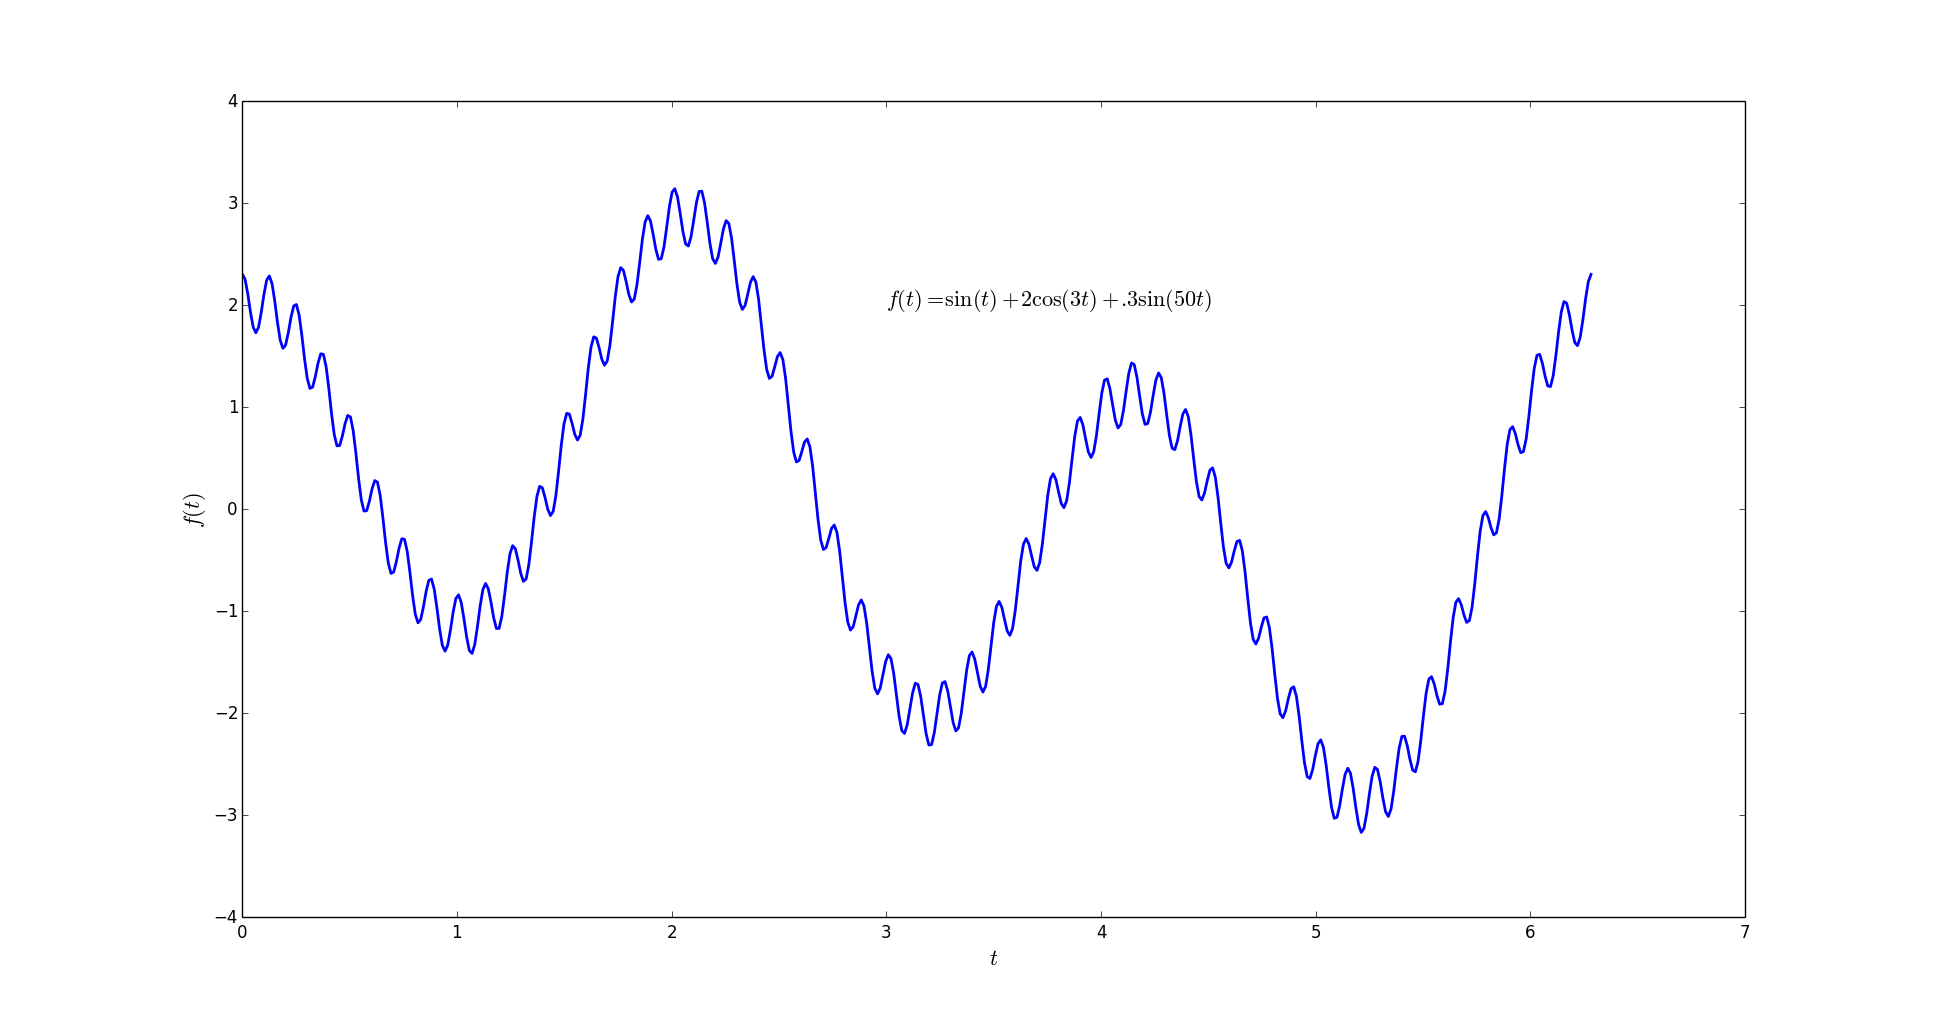 4
3
2
1
0
−1
−2
−3
−4
f(t)
f(t) = sin(t) + 2cos(3t) + .3sin(50t)
0 1 2 3 4 5 6 7
t